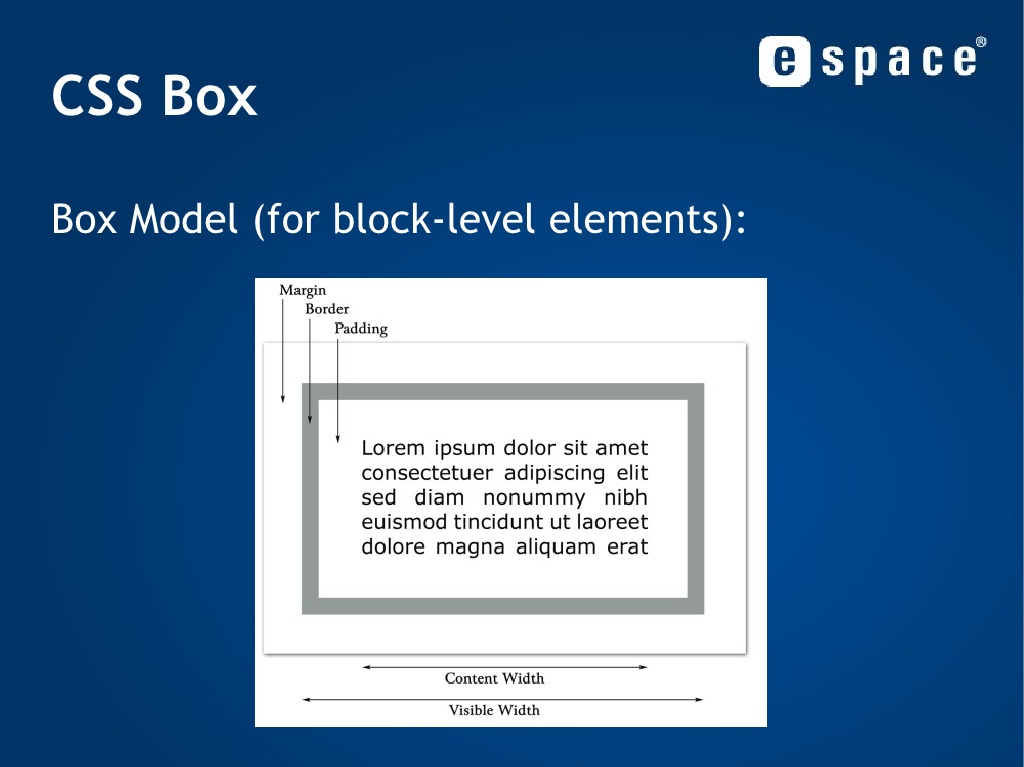 e space®
CSS Box
Box Model (for block-level elements):
Margin
Border
Padding
Lorem ipsum dolor sit amet
consectetuer adipiscing elit
sed diam nonummy nibh
euismod tincidunt ut laoreet
dolore magna aliquam erat
Content Width
Visible Width